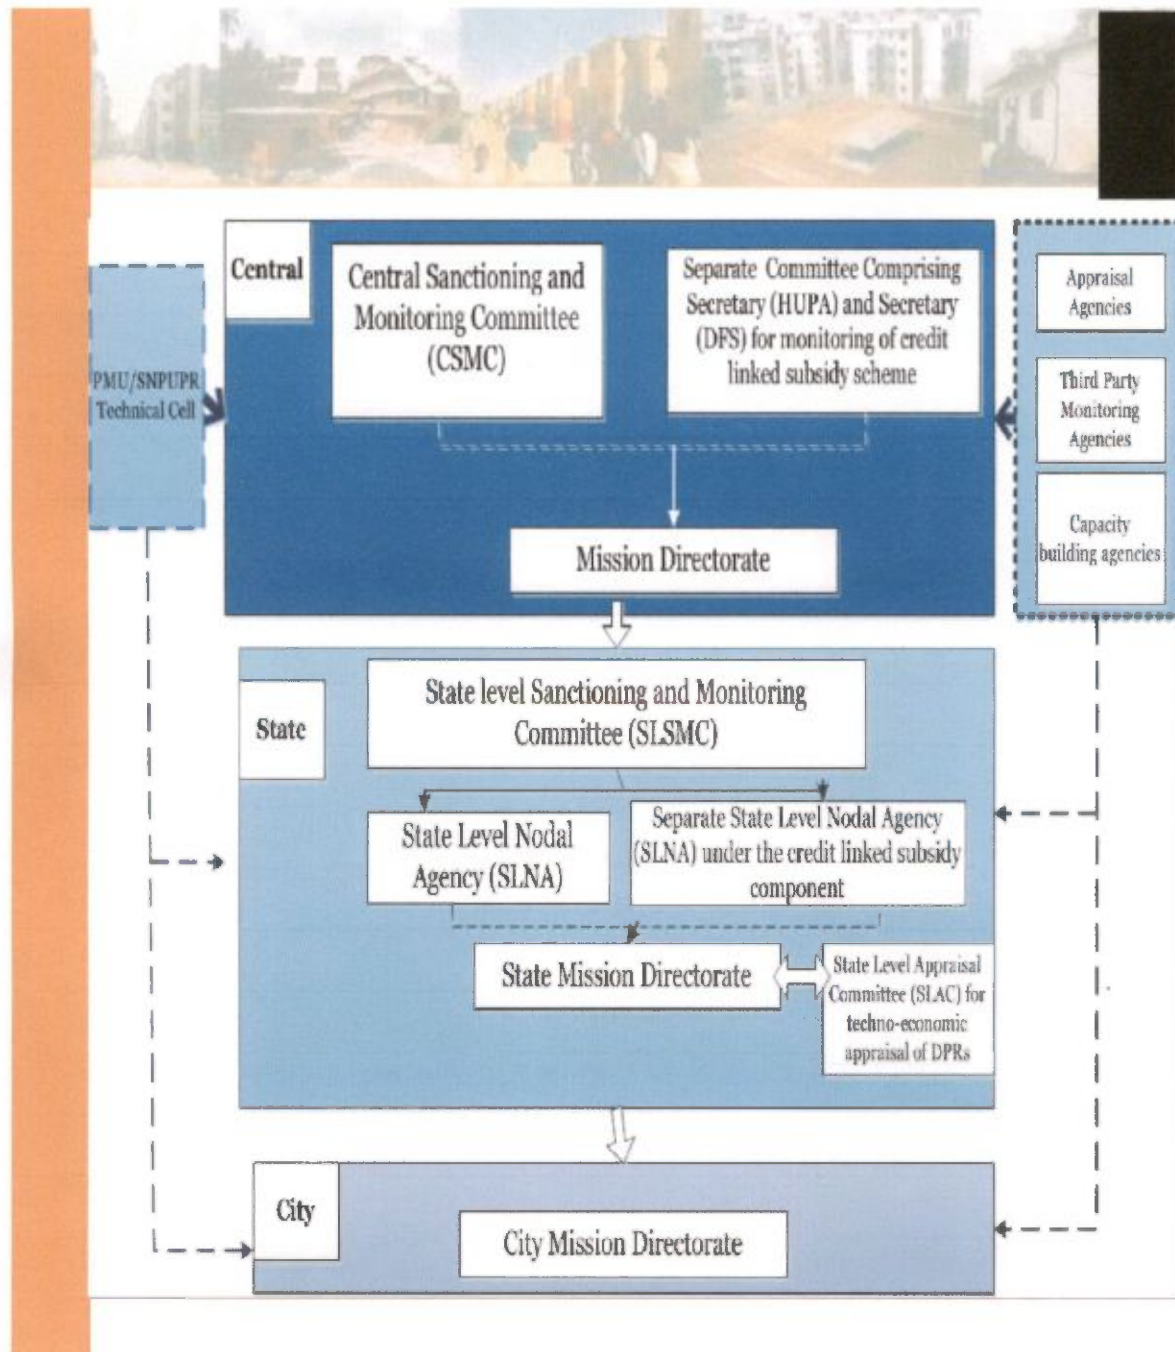 Central
Central Sanctioning and
Monitoring Committee
(CSMC)
Separate Committee Comprising
Secretary (HUPA) and Secretary
(DFS) for monitoring of credit
linked subsidy scheme
Mission Directorate
PMU/SNPUPR
Technical Cell
Appraisal
Agencies
Third Party
Monitoring
Agencies
Capacity
building agencies
State
State level Sanctioning and Monitoring
Committee (SLSMC)
State Level Nodal
Agency (SLNA)
Separate State Level Nodal Agency
(SLNA) under the credit linked subsidy
component
State Mission Directorate
State Level Appraisal
Committee (SLAC) for
techno-economic
appraisal of DPRs
City
City Mission Directorate